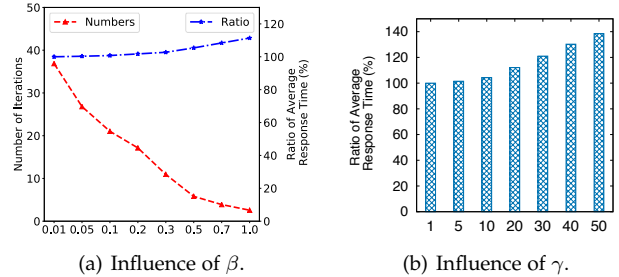 Numbers
Ratio
Number of Iterations
50
40
30
20
10
0
Ratio of Average
Response Time (%)
120
100
80
60
40
20
0
0.01 0.05 0.1 0.2 0.3 0.5 0.7 1.0
(a) Influence of β.
Ratio of Average
Response Time (%)
140
120
100
80
60
40
20
0
1 5 10 20 30 40 50
(b) Influence of γ.